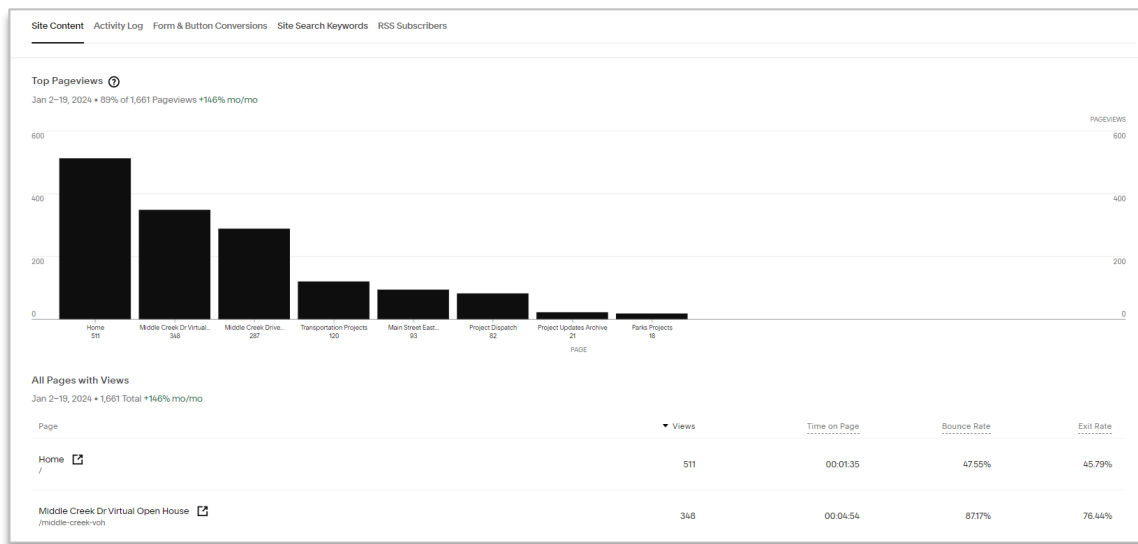 Site Content Activity Log Form & Button Conversions Site Search Keywords RSS Subscribers
Top Pageviews ?
Jan 2–19, 2024 • 89% of 1,661 Pageviews +146% mo/mo
PAGEVIEWS
600 600
400 400
200 200
0 0
Home Middle Creek Dr Virtual... Middle Creek Drive... Transportation Projects Main Street East... Project Dispatch Project Updates Archive Parks Projects
511 348 287 120 93 82 21 18
PAGE
All Pages with Views
Jan 2–19, 2024 • 1,661 Total +146% mo/mo
Page ▼ Views Time on Page Bounce Rate Exit Rate
Home
/
511 00:01:35 47.55% 45.79%
Middle Creek Dr Virtual Open House
/middle-creek-voh
348 00:04:54 87.17% 76.44%